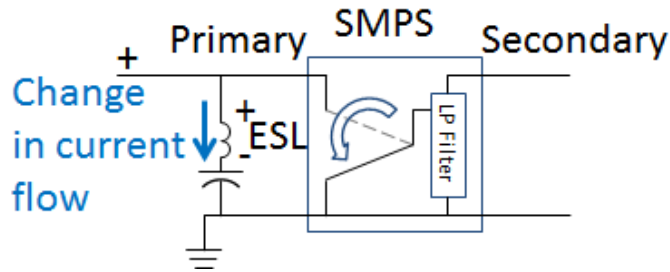 Primary
SMPS
Secondary
+
Change
in current
flow
+
ESL
-
LP Filter